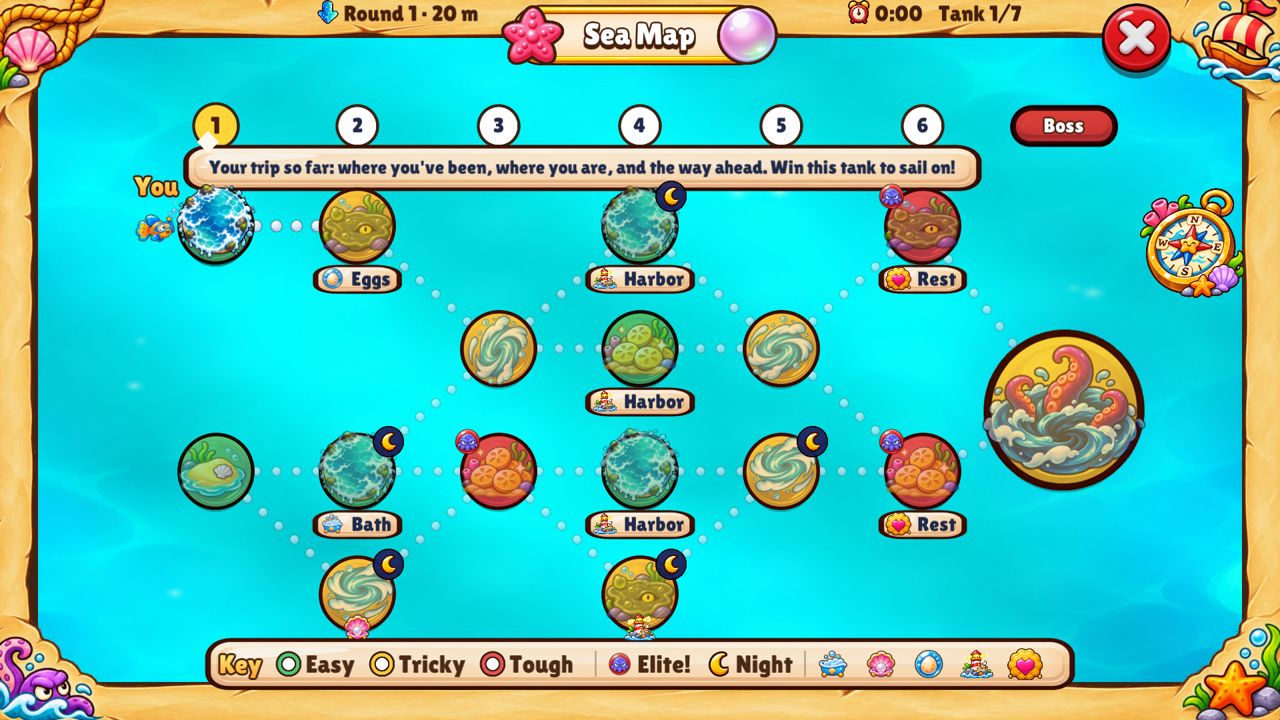 Round 1 · 20 m
Sea Map
0:00 Tank 1/7
1 2 3 4 5 6 Boss
Your trip so far: where you've been, where you are, and the way ahead. Win this tank to sail on!
You
Eggs
Harbor
Rest
N
W E
S
Harbor
Bath
Harbor
Rest
Key Easy Tricky Tough Elite! Night